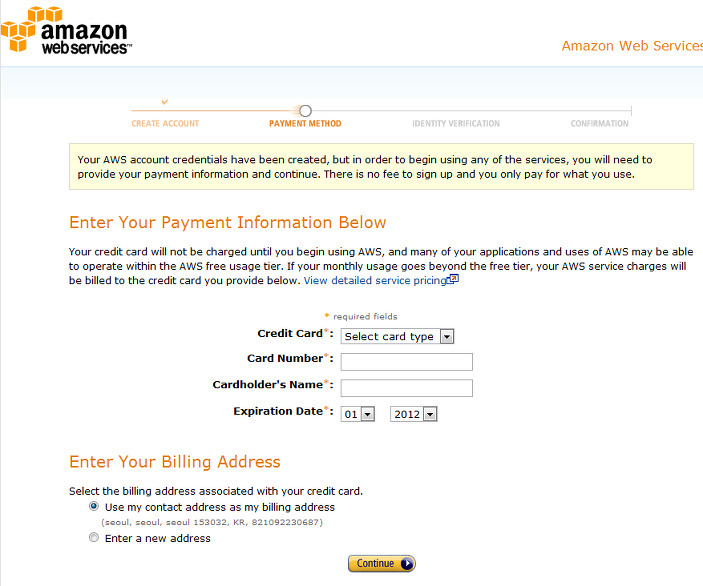 amazon
webservices™
Amazon Web Services
CREATE ACCOUNT
PAYMENT METHOD
IDENTITY VERIFICATION
CONFIRMATION
Your AWS account credentials have been created, but in order to begin using any of the services, you will need to
provide your payment information and continue. There is no fee to sign up and you only pay for what you use.
Enter Your Payment Information Below
Your credit card will not be charged until you begin using AWS, and many of your applications and uses of AWS may be able
to operate within the AWS free usage tier. If your monthly usage goes beyond the free tier, your AWS service charges will
be billed to the credit card you provide below. View detailed service pricing
* required fields
Credit Card*: Select card type
Card Number*:
Cardholder's Name*:
Expiration Date*: 01 2012
Enter Your Billing Address
Select the billing address associated with your credit card.
Use my contact address as my billing address
(seoul, seoul, seoul 153032, KR, 821092230687)
Enter a new address
Continue